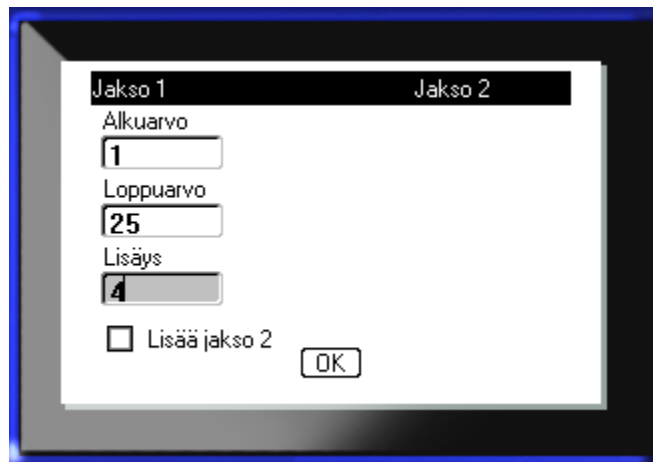 Jakso 1 Jakso 2
Alkuarvo
1
Loppuarvo
25
Lisäys
4
Lisää jakso 2
OK